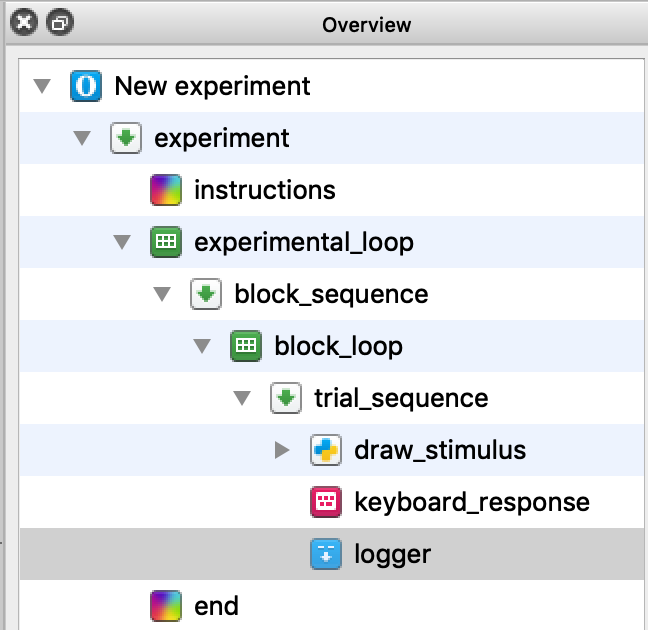 Overview
New experiment
experiment
instructions
experimental_loop
block_sequence
block_loop
trial_sequence
draw_stimulus
keyboard_response
logger
end